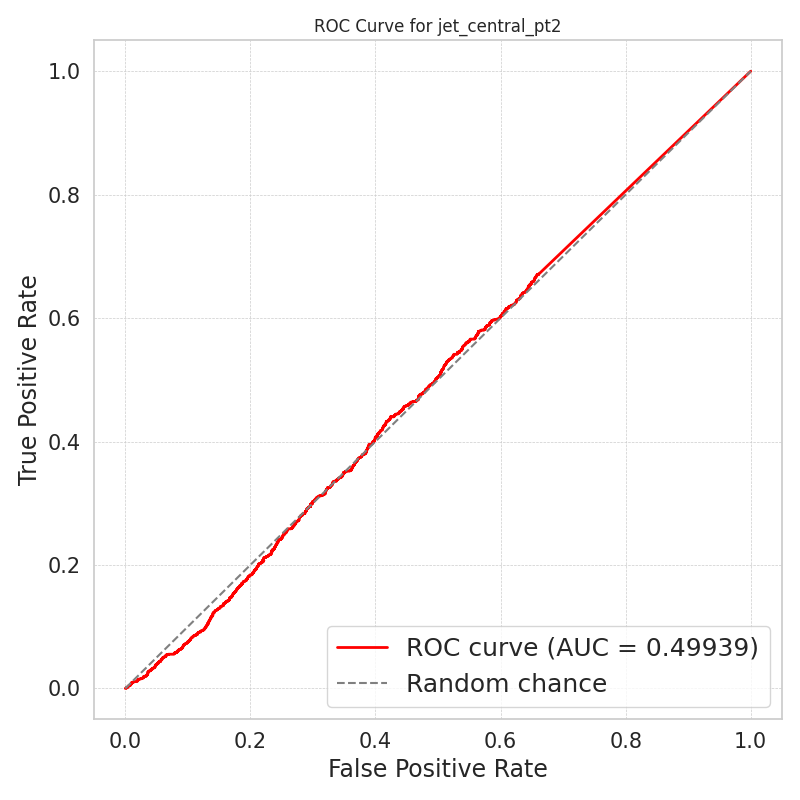 ROC Curve for jet_central_pt2
1.0
0.8
0.6
0.4
0.2
0.0
True Positive Rate
ROC curve (AUC = 0.49939)
Random chance
0.0 0.2 0.4 0.6 0.8 1.0
False Positive Rate